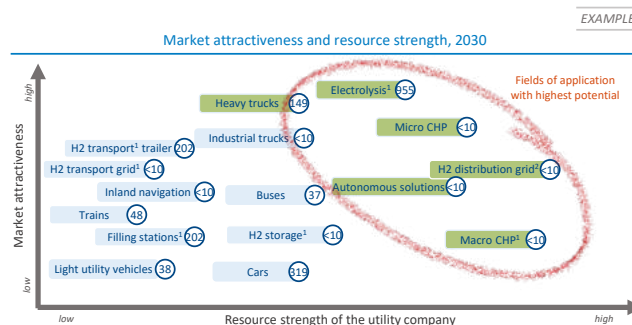 EXAMPLE
Market attractiveness and resource strength, 2030
high
Market attractiveness
low
Electrolysis¹ 955
Fields of application
with highest potential
Heavy trucks 149
Micro CHP <10
Industrial trucks <10
H2 transport¹ trailer 202
H2 transport grid¹ <10
H2 distribution grid² <10
Autonomous solutions <10
Inland navigation <10
Buses 37
Trains 48
Filling stations¹ 202
H2 storage¹ <10
Macro CHP¹ <10
Light utility vehicles 38
Cars 319
low
Resource strength of the utility company
high